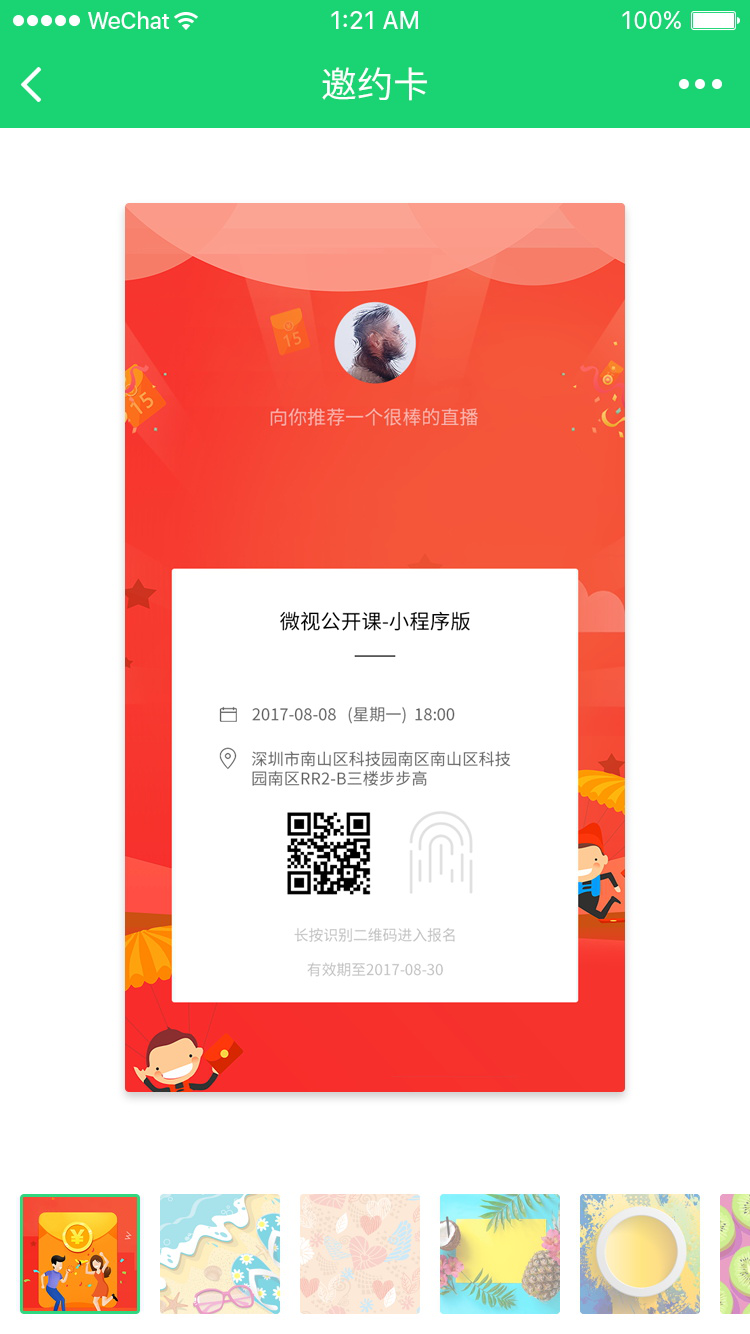 WeChat 1:21 AM 100%
邀约卡
15
15
向你推荐一个很棒的直播
微视公开课-小程序版
2017-08-08 (星期一) 18:00
深圳市南山区科技园南区南山区科技
园南区RR2-B三楼步步高
长按识别二维码进入报名
有效期至2017-08-30
¥